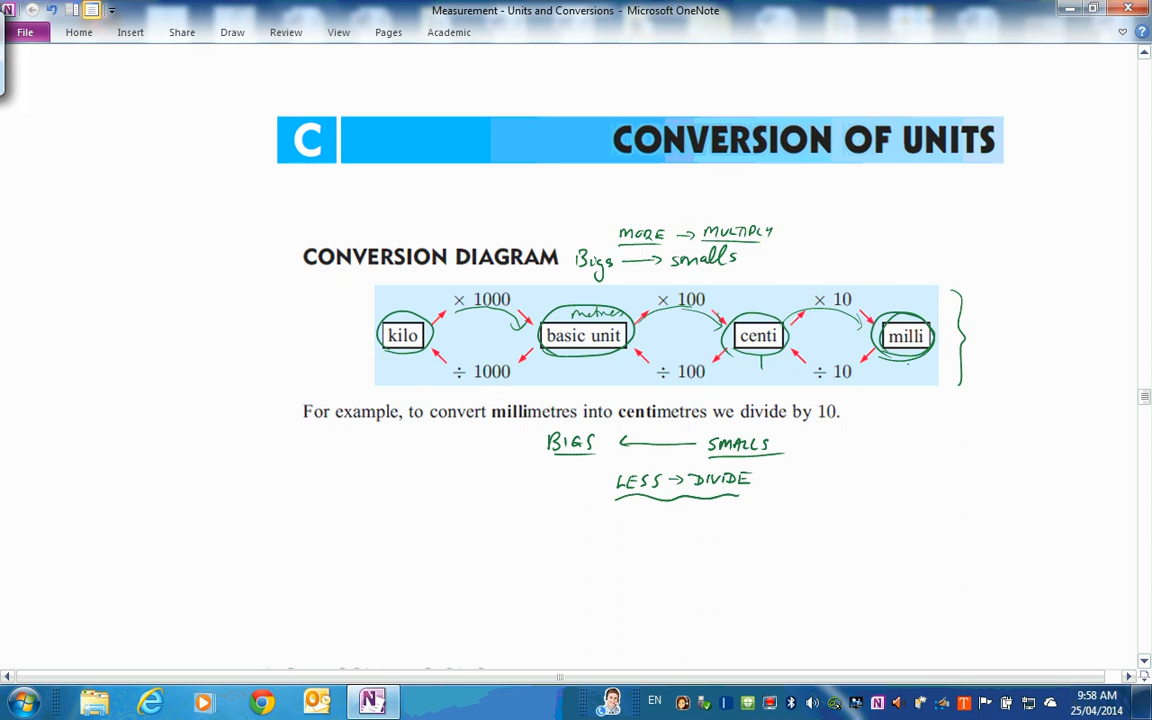 Measurement - Units and Conversions - Microsoft OneNote
File Home Insert Share Draw Review View Pages Academic
C CONVERSION OF UNITS
MORE → MULTIPLY
CONVERSION DIAGRAM Bigs → smalls
× 1000 × 100 × 10
metres
kilo basic unit centi milli
÷ 1000 ÷ 100 ÷ 10
For example, to convert millimetres into centimetres we divide by 10.
BIGS ← SMALLS
LESS → DIVIDE
EN
9:58 AM
25/04/2014